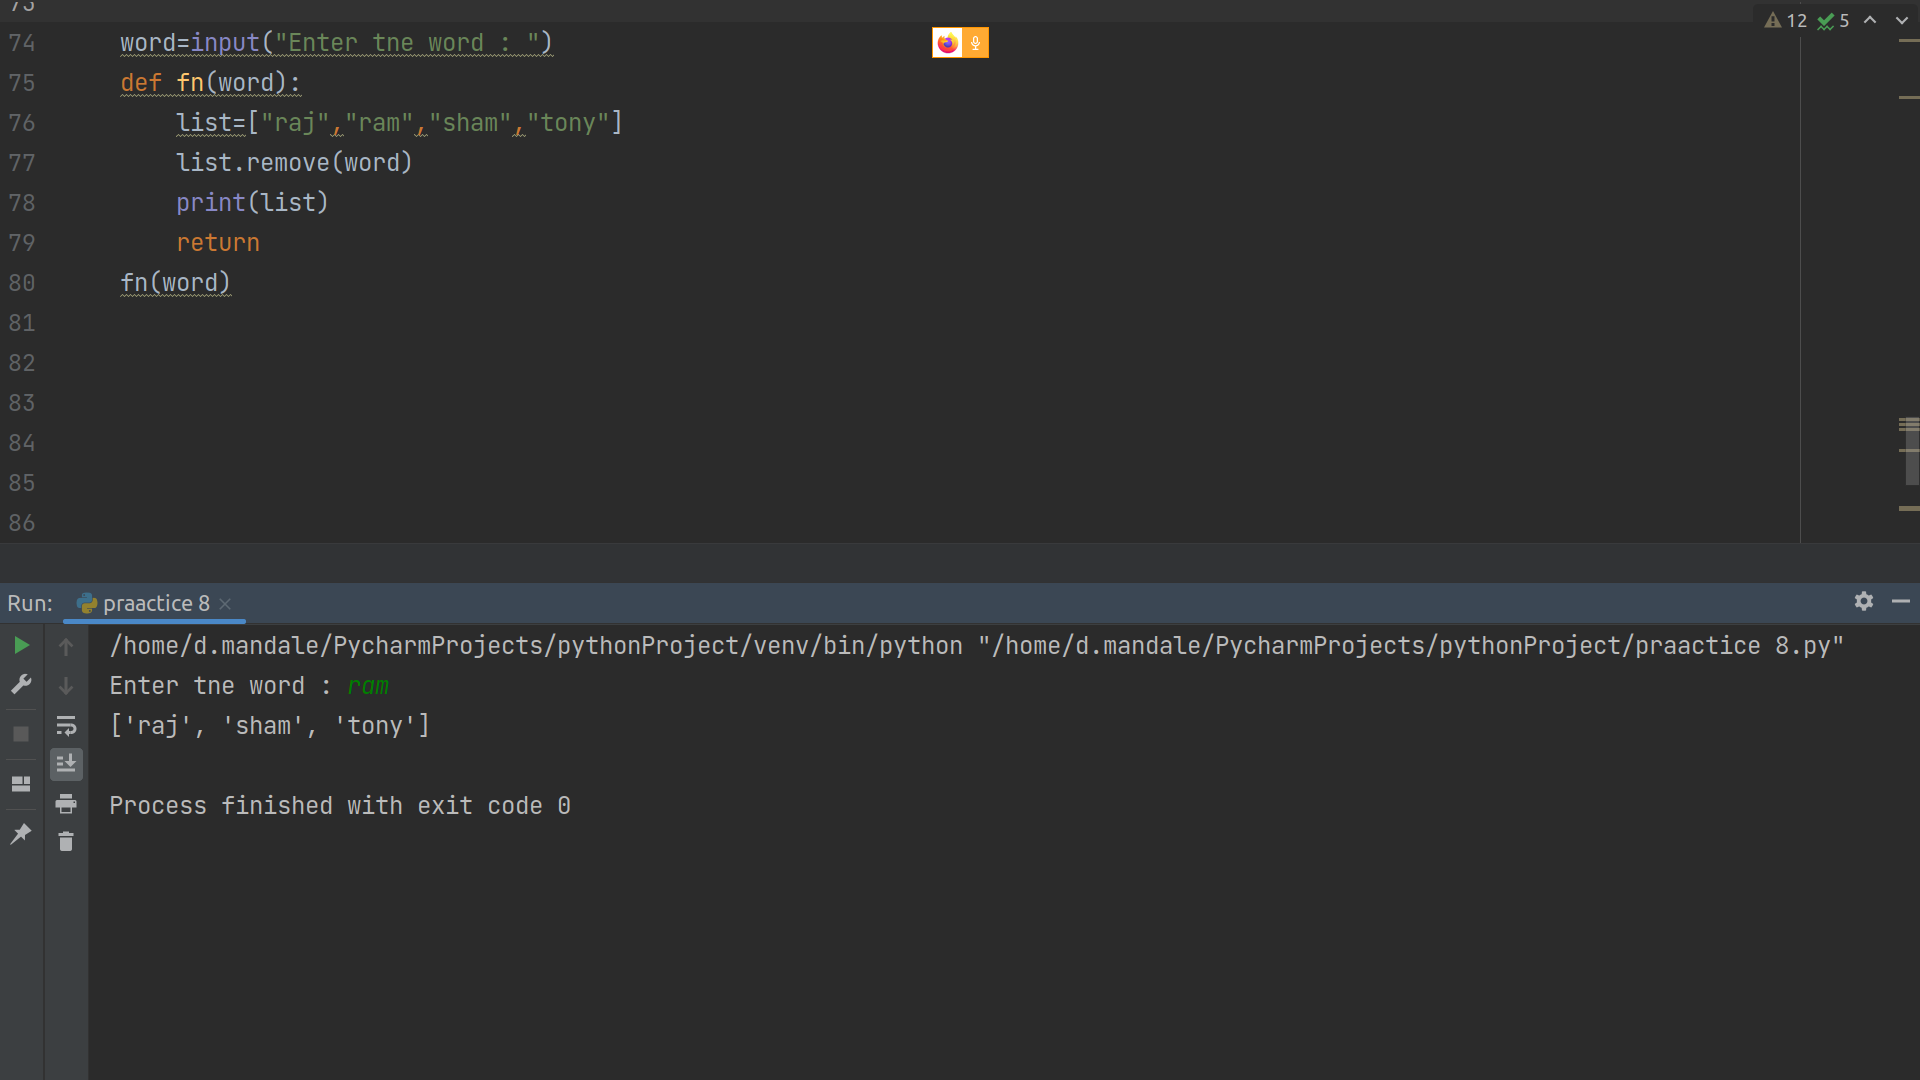 73
12 5
74 word=input("Enter tne word : ")
75 def fn(word):
76 list=["raj","ram","sham","tony"]
77 list.remove(word)
78 print(list)
79 return
80 fn(word)
81
82
83
84
85
86
Run: praactice 8
/home/d.mandale/PycharmProjects/pythonProject/venv/bin/python "/home/d.mandale/PycharmProjects/pythonProject/praactice 8.py"
Enter tne word : ram
['raj', 'sham', 'tony']
Process finished with exit code 0